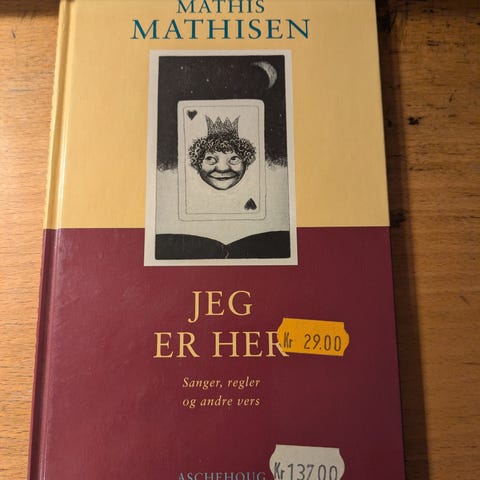 MATHIS
MATHISEN
JEG
ER HER
Kr 29.00
Sanger, regler
og andre vers
ASCHEHOUG
Kr 137.00